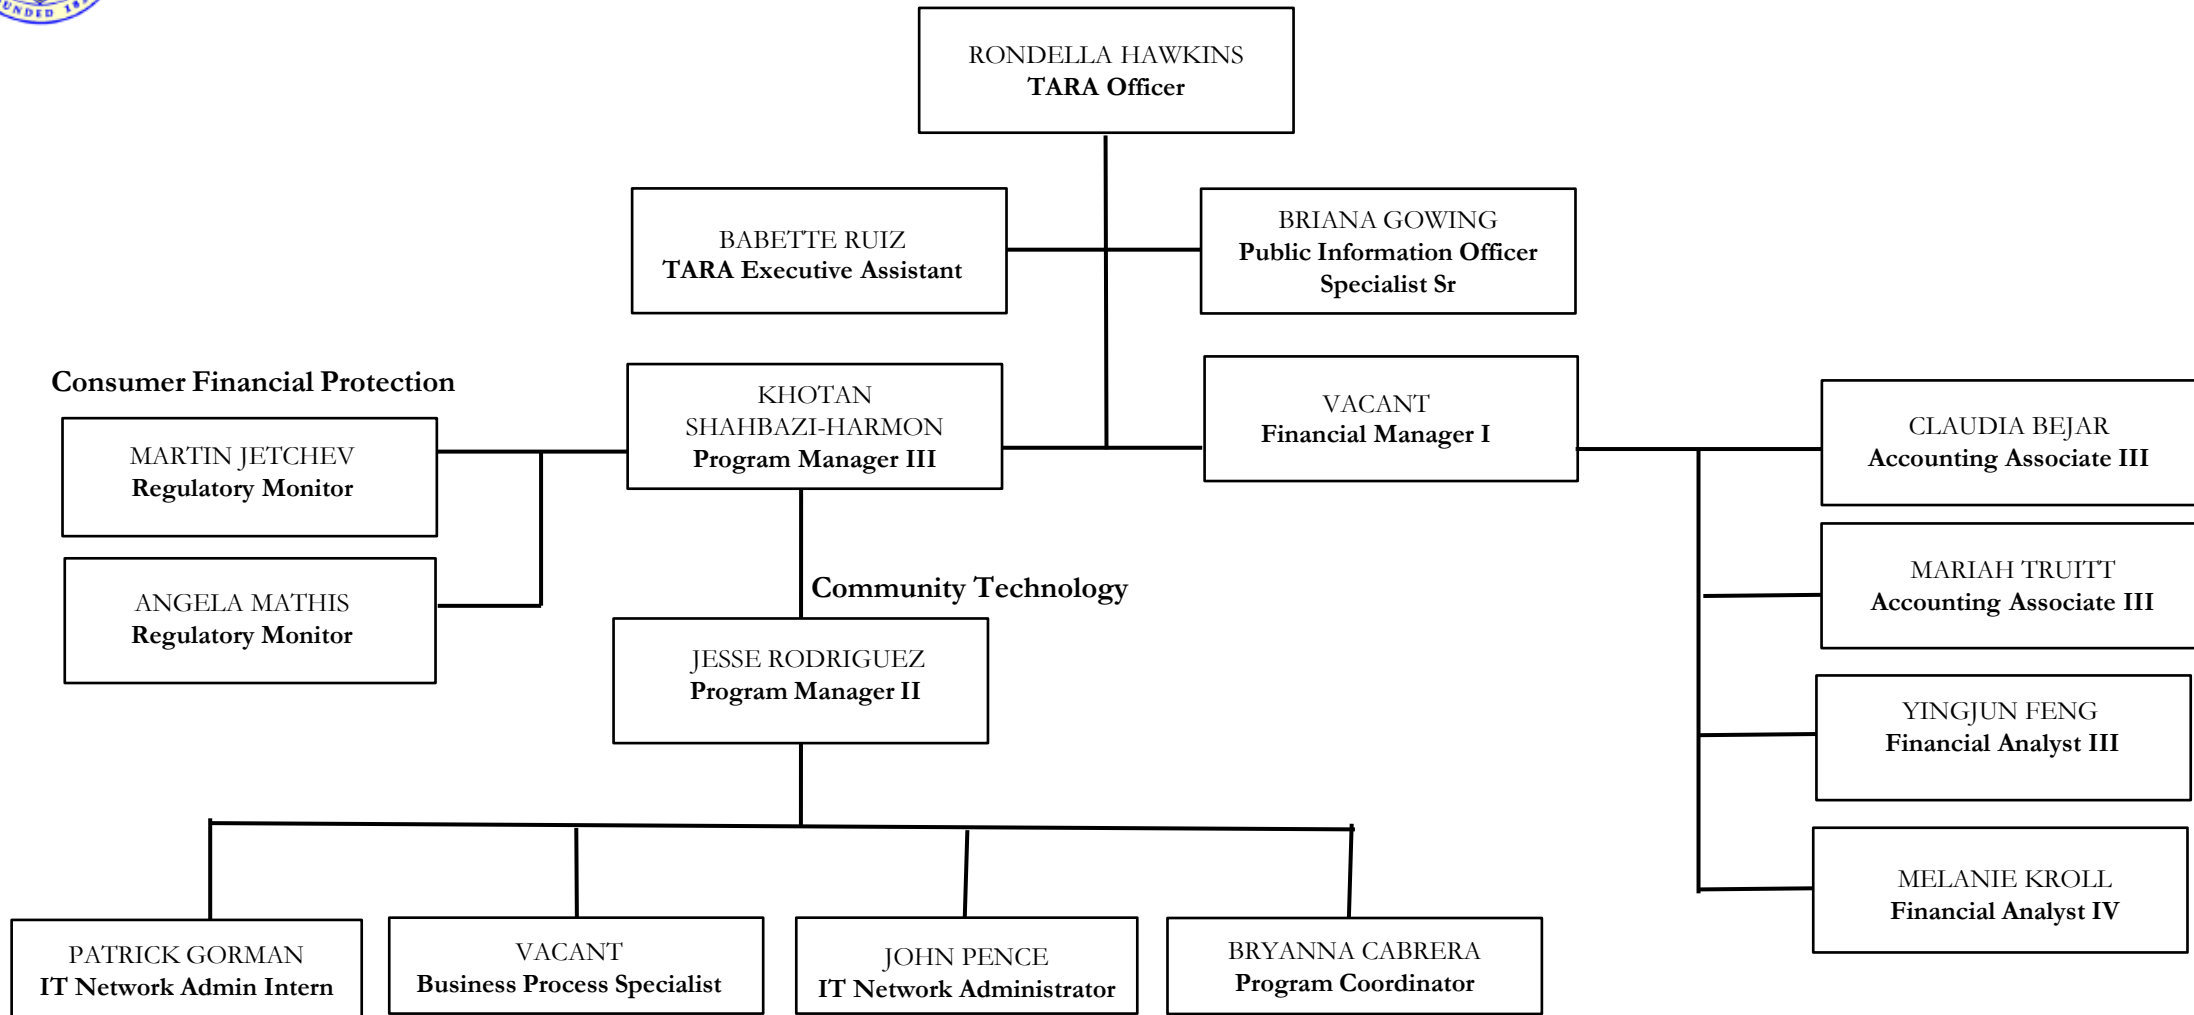 UNDED 18
RONDELLA HAWKINS
TARA Officer
BABETTE RUIZ
TARA Executive Assistant
BRIANA GOWING
Public Information Officer
Specialist Sr
Consumer Financial Protection
KHOTAN
SHAHBAZI-HARMON
Program Manager III
VACANT
Financial Manager I
MARTIN JETCHEV
Regulatory Monitor
CLAUDIA BEJAR
Accounting Associate III
ANGELA MATHIS
Regulatory Monitor
Community Technology
MARIAH TRUITT
Accounting Associate III
JESSE RODRIGUEZ
Program Manager II
YINGJUN FENG
Financial Analyst III
MELANIE KROLL
Financial Analyst IV
PATRICK GORMAN
IT Network Admin Intern
VACANT
Business Process Specialist
JOHN PENCE
IT Network Administrator
BRYANNA CABRERA
Program Coordinator